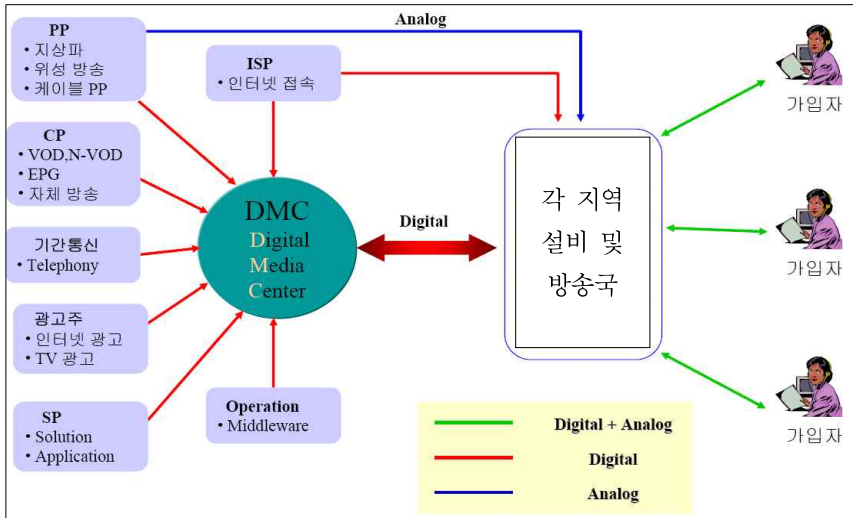 PP
• 지상파
• 위성 방송
• 케이블 PP
Analog
ISP
• 인터넷 접속
가입자
CP
• VOD,N-VOD
• EPG
• 자체 방송
DMC
Digital
Media
Center
Digital
각 지역
설비 및
방송국
가입자
기간통신
• Telephony
광고주
• 인터넷 광고
• TV 광고
SP
• Solution
• Application
Operation
• Middleware
Digital + Analog
Digital
Analog
가입자